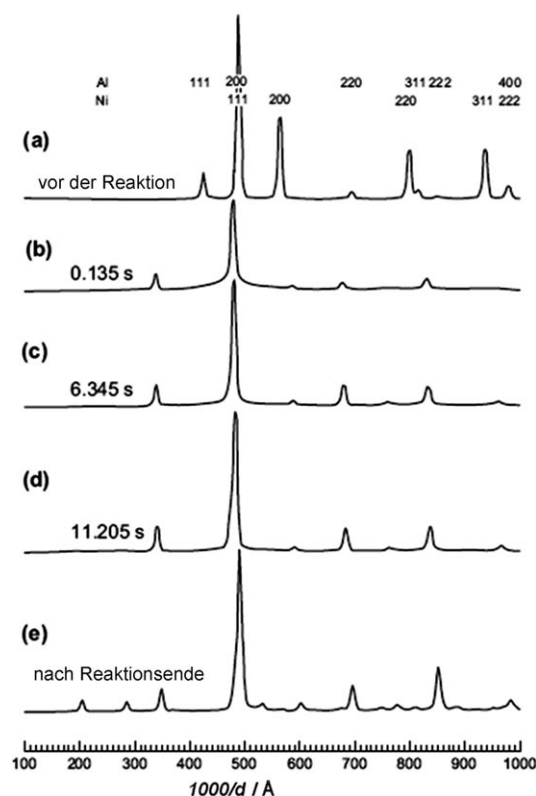 Al 111 200 220 311 222 400
Ni 111 200 220 311 222
(a)
vor der Reaktion
(b)
0.135 s
(c)
6.345 s
(d)
11.205 s
(e)
nach Reaktionsende
100 200 300 400 500 600 700 800 900 1000
1000/d / Å